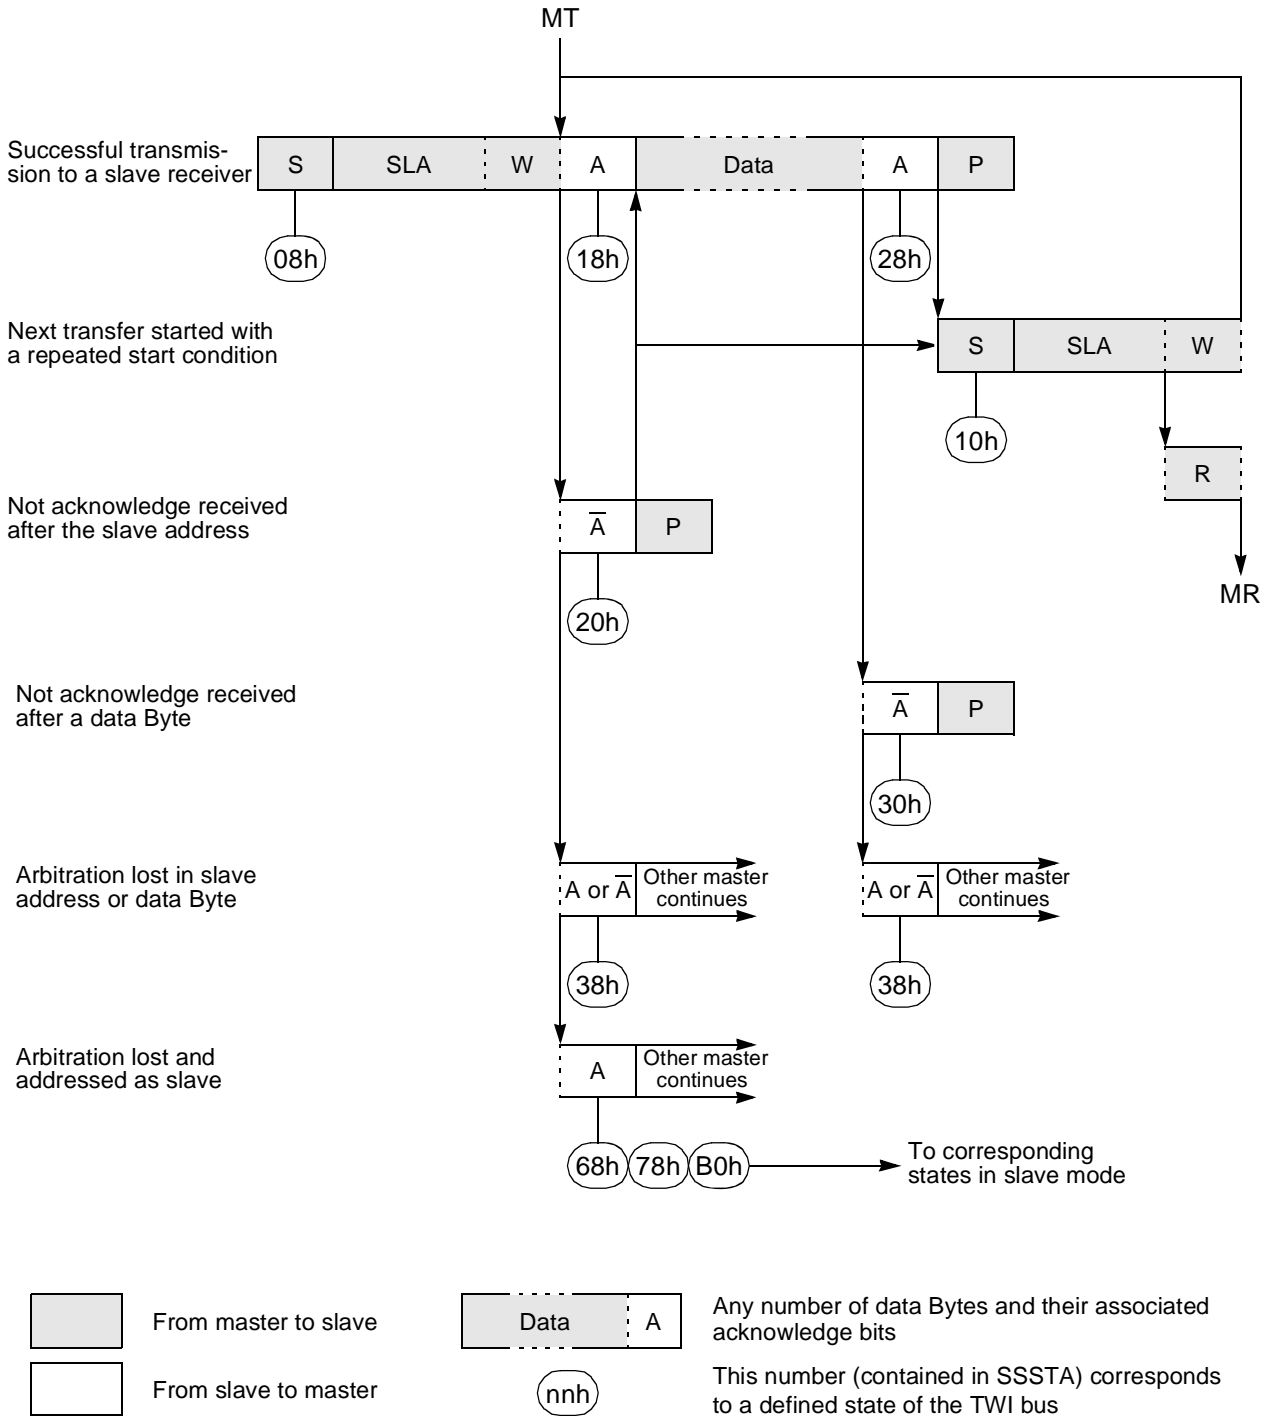 MT
Successful transmis-
sion to a slave receiver
S SLA W A Data A P
08h 18h 28h
Next transfer started with
a repeated start condition
S SLA W
10h
R
MR
Not acknowledge received
after the slave address
A̅ P
20h
Not acknowledge received
after a data Byte
A̅ P
30h
Arbitration lost in slave
address or data Byte
A or A̅ Other master
continues
A or A̅ Other master
continues
38h 38h
Arbitration lost and
addressed as slave
A Other master
continues
68h 78h B0h
To corresponding
states in slave mode
From master to slave
Data A
Any number of data Bytes and their associated
acknowledge bits
From slave to master
nnh
This number (contained in SSSTA) corresponds
to a defined state of the TWI bus